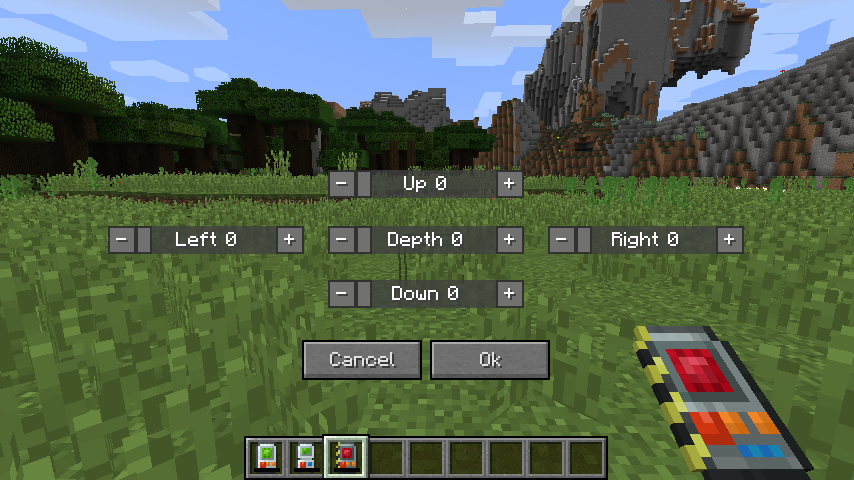 − Up 0 +
− Left 0 + − Depth 0 + − Right 0 +
− Down 0 +
Cancel Ok